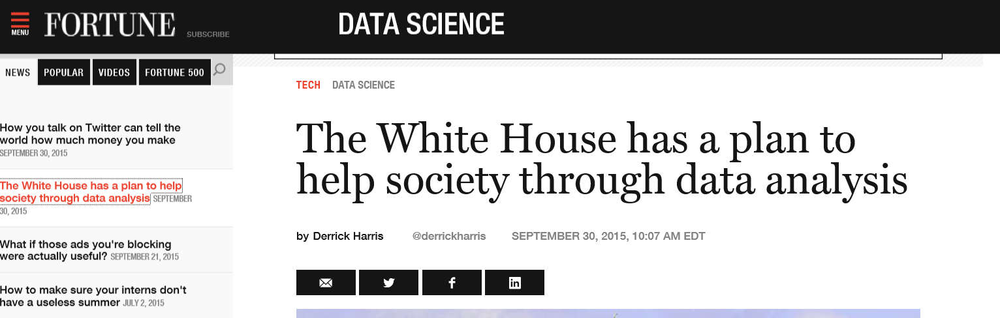 MENU
FORTUNE
SUBSCRIBE
DATA SCIENCE
NEWS
POPULAR
VIDEOS
FORTUNE 500
How you talk on Twitter can tell the
world how much money you make
SEPTEMBER 30, 2015
The White House has a plan to help
society through data analysis SEPTEMBER
30, 2015
What if those ads you're blocking
were actually useful? SEPTEMBER 21, 2015
How to make sure your interns don't
have a useless summer JULY 2, 2015
TECH DATA SCIENCE
The White House has a plan to
help society through data analysis
by Derrick Harris @derrickharris SEPTEMBER 30, 2015, 10:07 AM EDT